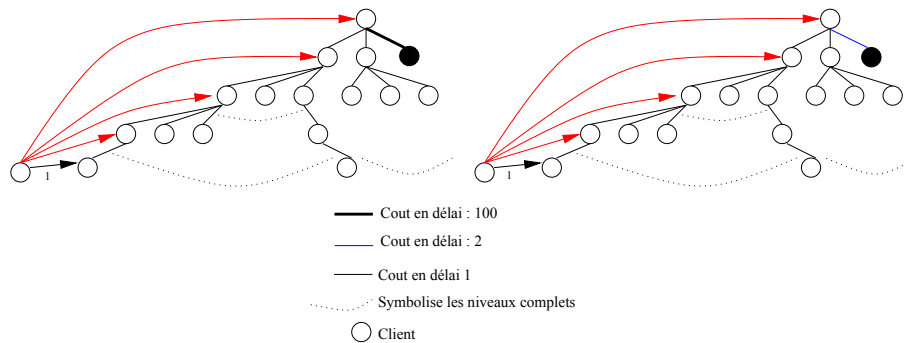 1
1
Cout en délai : 100
Cout en délai : 2
Cout en délai 1
Symbolise les niveaux complets
Client